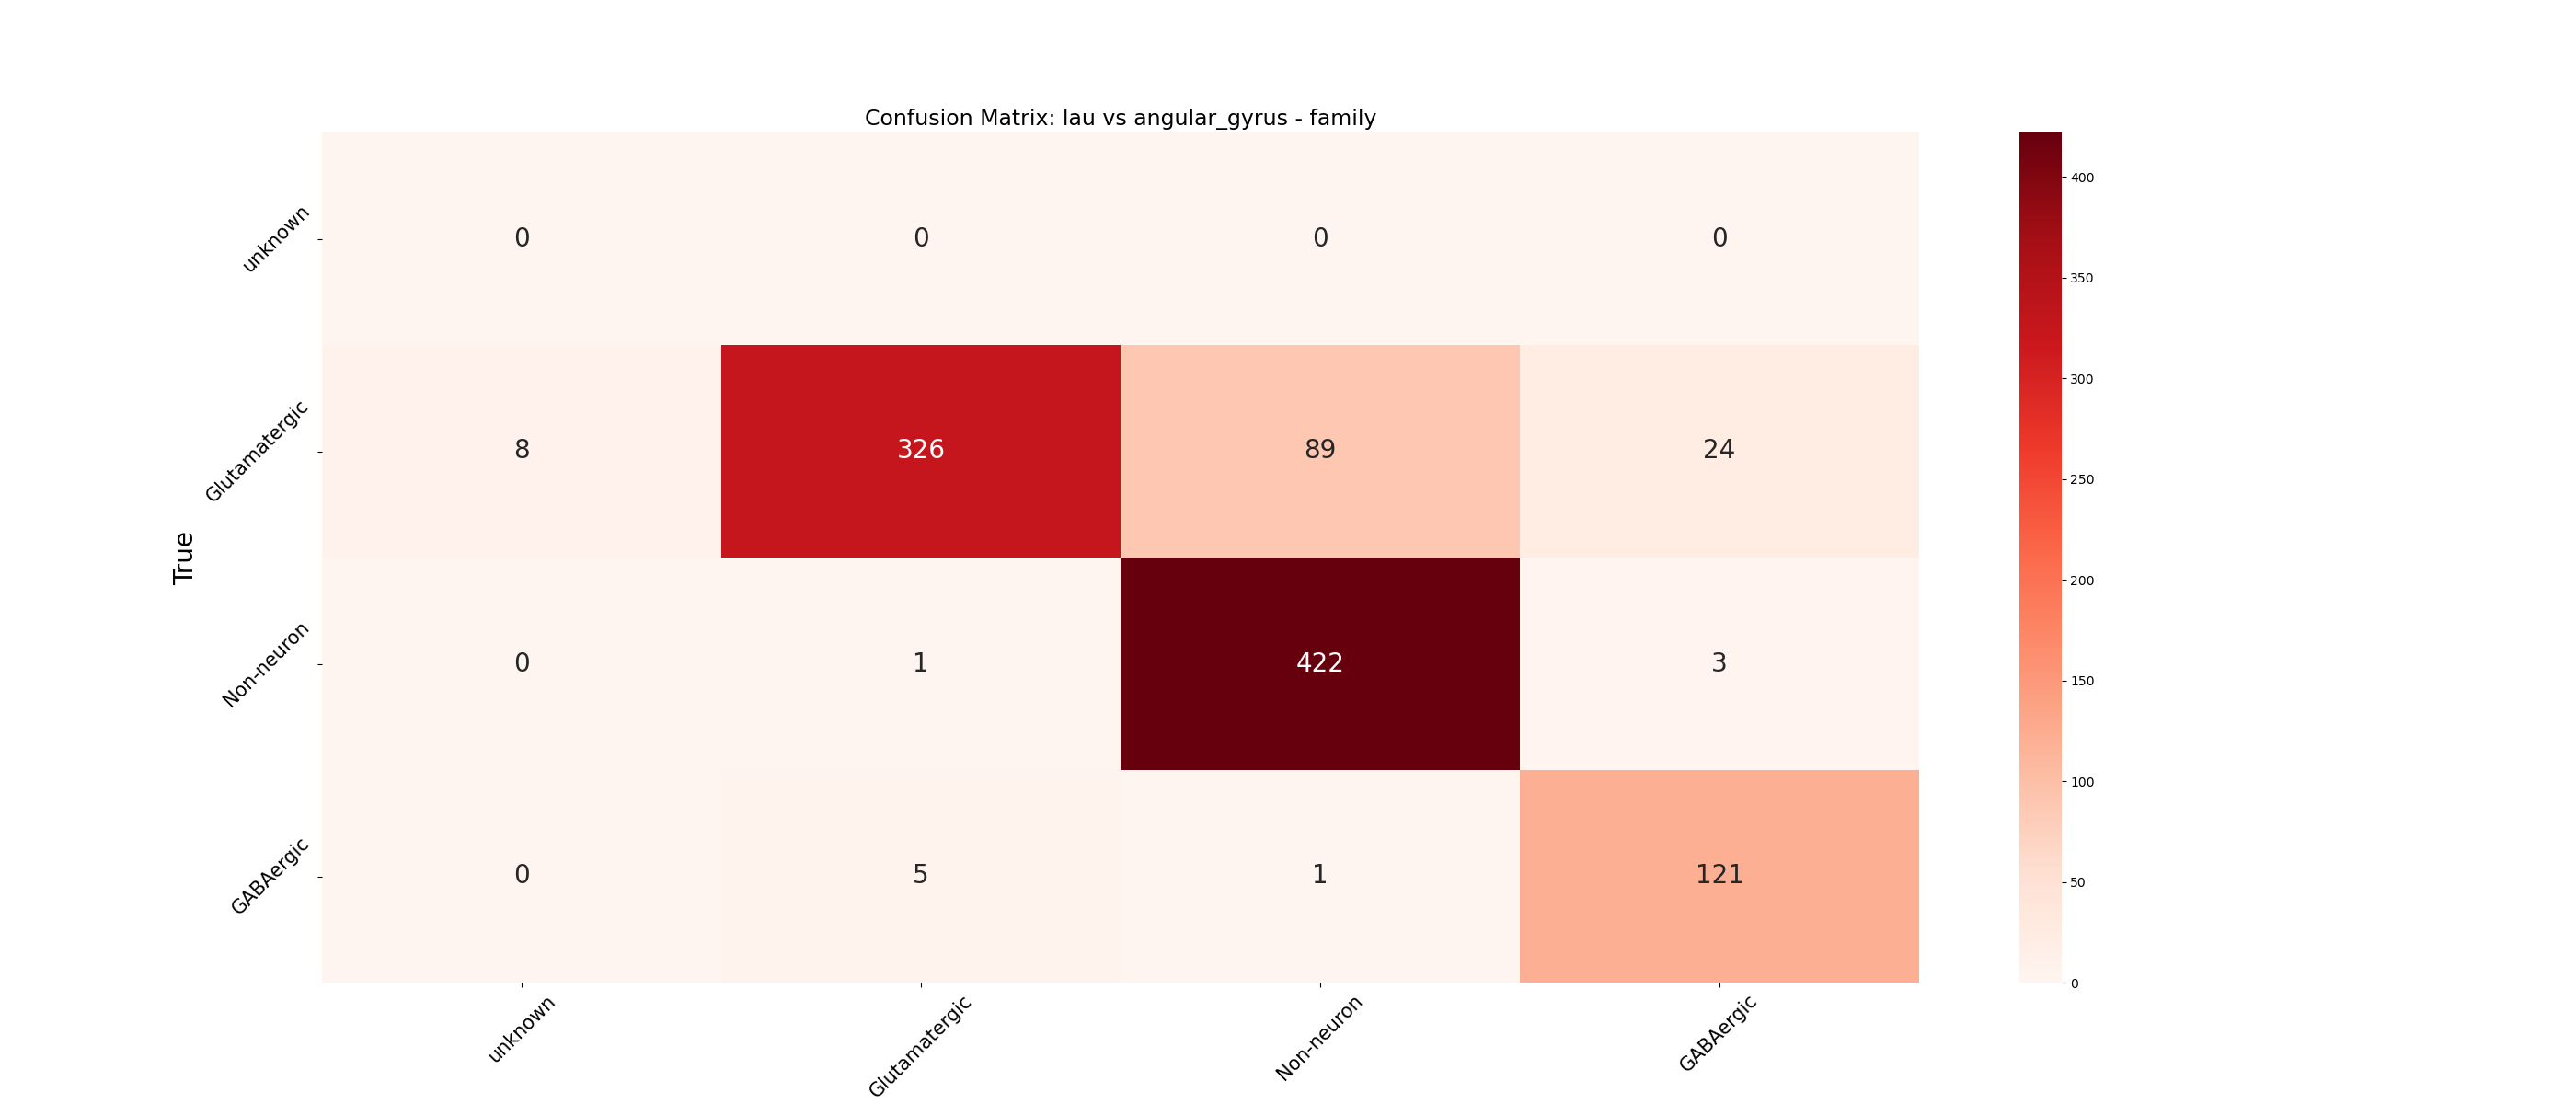 Confusion Matrix: lau vs angular_gyrus - family
True
unknown 0 0 0 0
Glutamatergic 8 326 89 24
Non-neuron 0 1 422 3
GABAergic 0 5 1 121
unknown Glutamatergic Non-neuron GABAergic
400
350
300
250
200
150
100
50
0